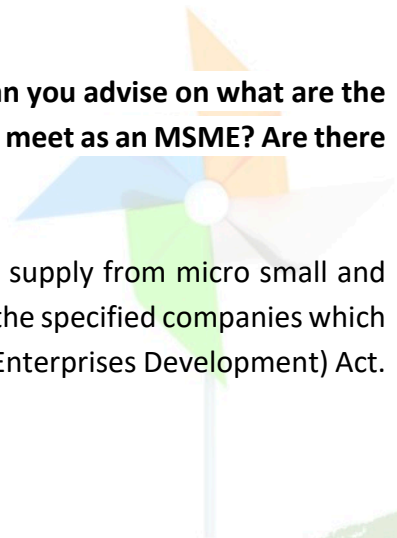 n you advise on what are the
meet as an MSME? Are there
supply from micro small and
the specified companies which
Enterprises Development) Act.